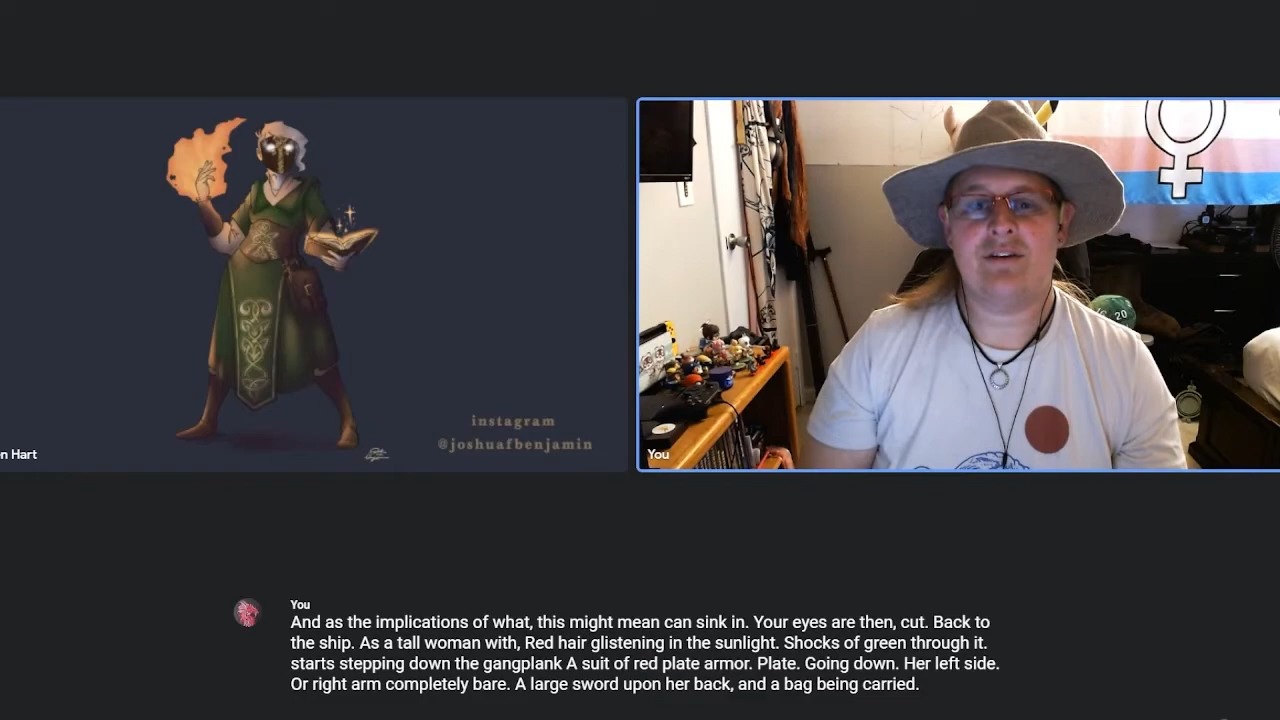 instagram
@joshuafbenjamin
n Hart
You
20
You
And as the implications of what, this might mean can sink in. Your eyes are then, cut. Back to
the ship. As a tall woman with, Red hair glistening in the sunlight. Shocks of green through it.
starts stepping down the gangplank A suit of red plate armor. Plate. Going down. Her left side.
Or right arm completely bare. A large sword upon her back, and a bag being carried.